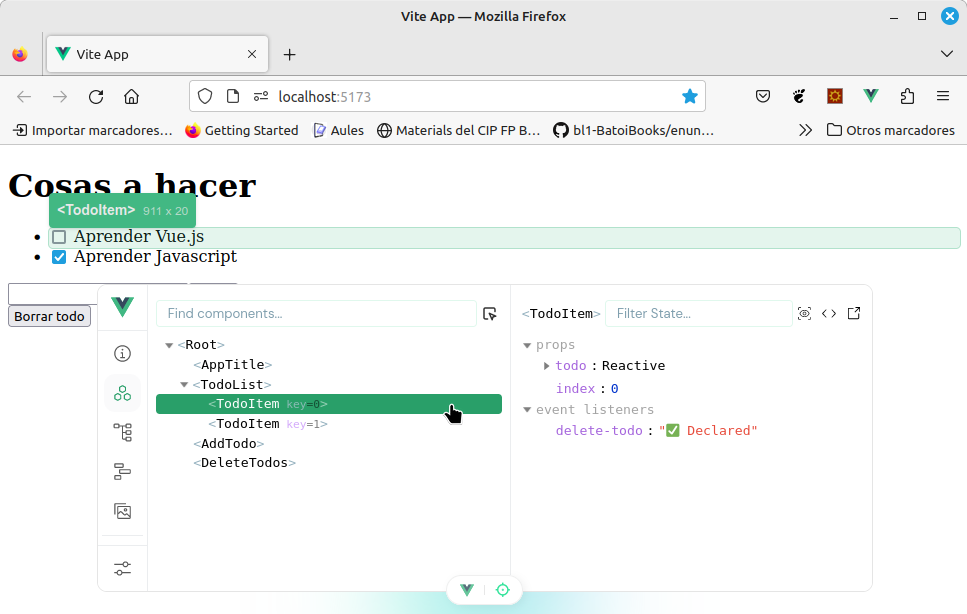 Vite App — Mozilla Firefox
Vite App
localhost:5173
Importar marcadores… Getting Started Aules Materials del CIP FP B… bl1-BatoiBooks/enun… Otros marcadores
Cosas a hacer
<TodoItem> 911 x 20
Aprender Vue.js
Aprender Javascript
Borrar todo
Find components…
<Root>
<AppTitle>
<TodoList>
<TodoItem key=0>
<TodoItem key=1>
<AddTodo>
<DeleteTodos>
<TodoItem> Filter State…
props
todo : Reactive
index : 0
event listeners
delete-todo : "✅ Declared"